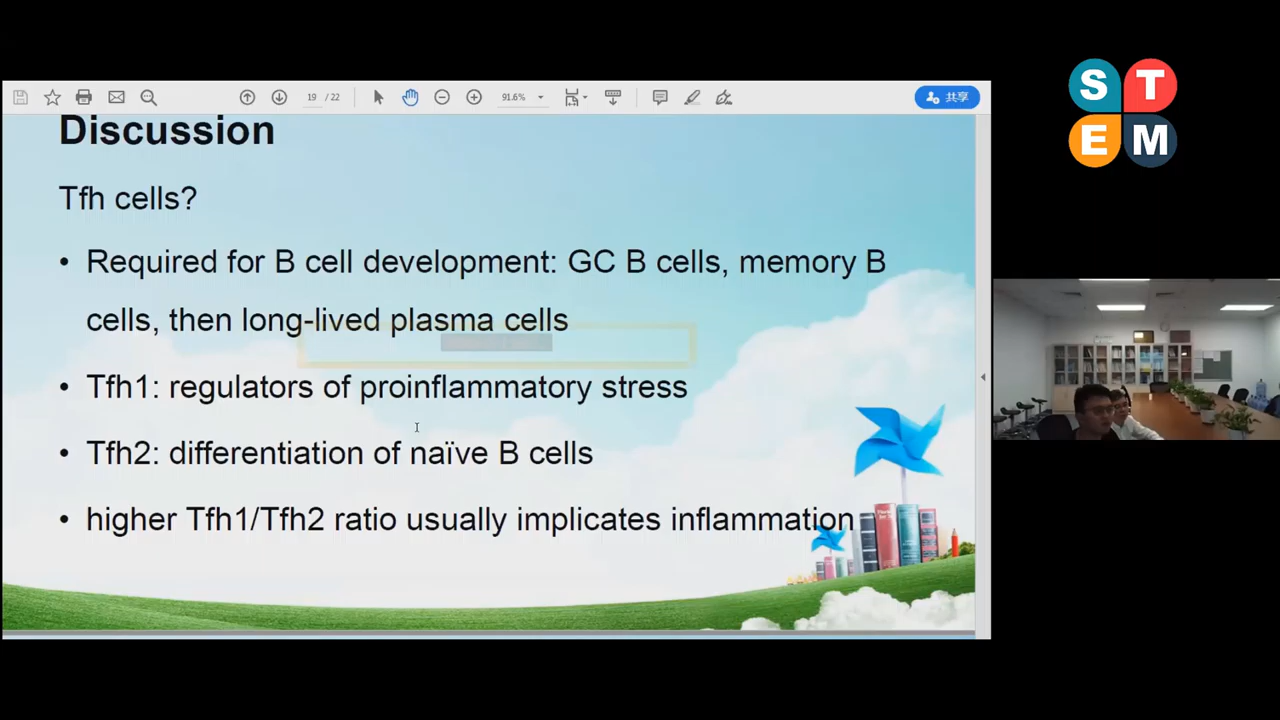 19 / 22
91.6%
共享
STEM
Discussion
Tfh cells?
• Required for B cell development: GC B cells, memory B
cells, then long-lived plasma cells
• Tfh1: regulators of proinflammatory stress
• Tfh2: differentiation of naïve B cells
• higher Tfh1/Tfh2 ratio usually implicates inflammation